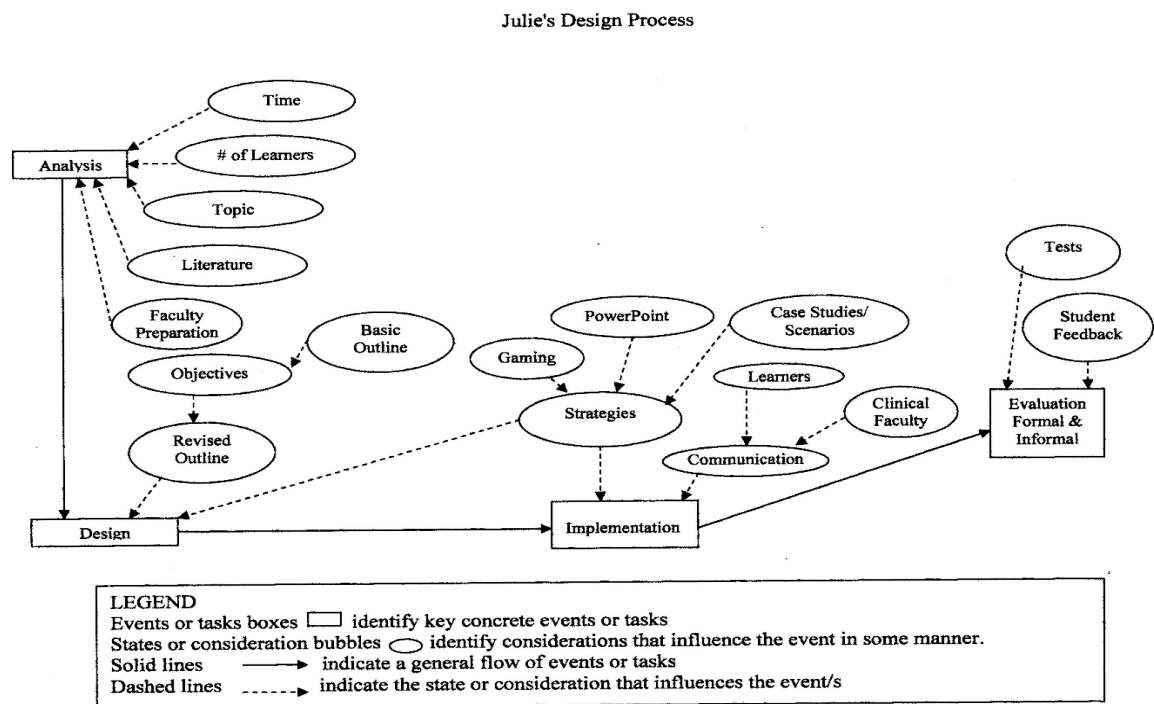 Julie's Design Process
Time
# of Learners
Analysis
Topic
Literature
Faculty
Preparation
Basic
Outline
Objectives
Revised
Outline
Design
PowerPoint
Case Studies/
Scenarios
Gaming
Strategies
Learners
Clinical
Faculty
Communication
Implementation
Tests
Student
Feedback
Evaluation
Formal &
Informal
LEGEND
Events or tasks boxes identify key concrete events or tasks
States or consideration bubbles identify considerations that influence the event in some manner.
Solid lines indicate a general flow of events or tasks
Dashed lines indicate the state or consideration that influences the event/s